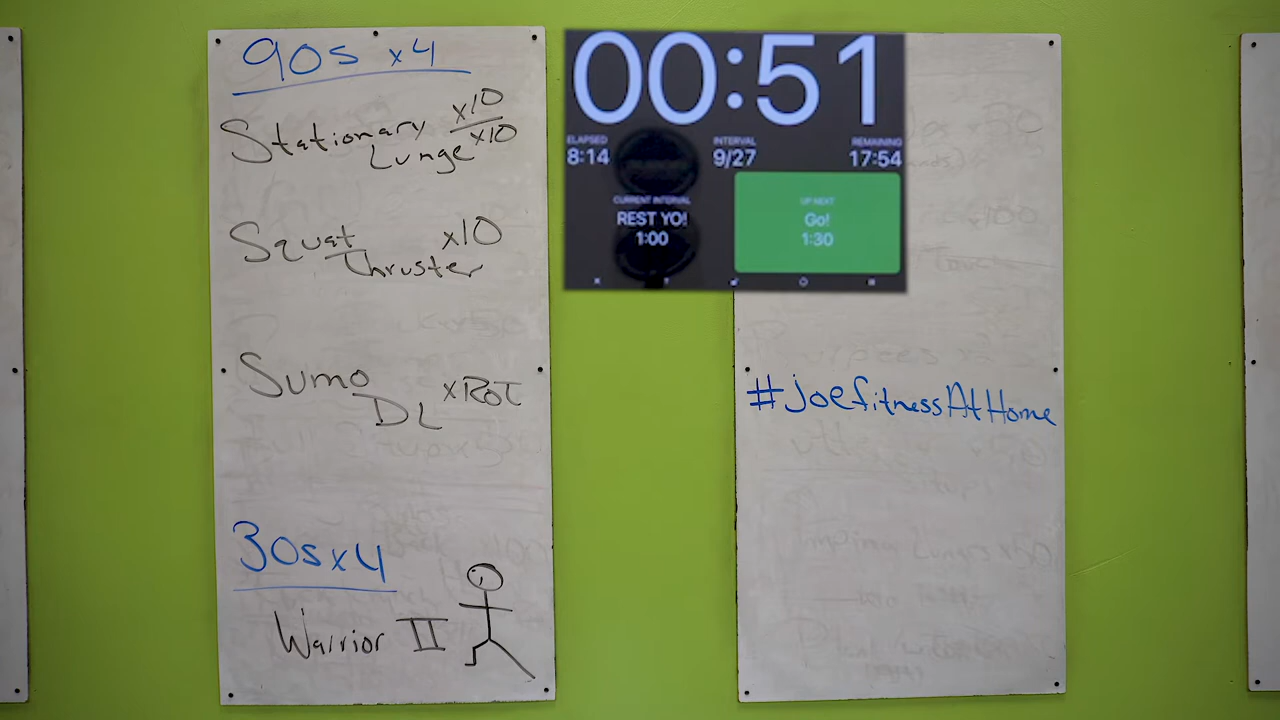 90s x4
Stationary x10
Lunge x10
Squat x10
Thruster
Sumo
DL xROT
30s x4
Warrior II
00:51
ELAPSED INTERVAL REMAINING
8:14 9/27 17:54
CURRENT INTERVAL
REST YO!
1:00
UP NEXT
Go!
1:30
#joefitnessAtHome